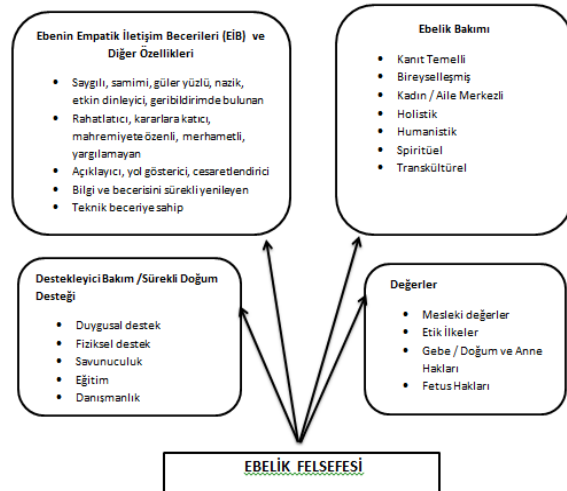 Ebenin Empatik İletişim Becerileri (EİB) ve
Diğer Özellikleri
• Saygılı, samimi, güler yüzlü, nazik,
etkin dinleyici, geribildirimde bulunan
• Rahatlatıcı, kararlara katıcı,
mahremiyete özenli, merhametli,
yargılamayan
• Açıklayıcı, yol gösterici, cesaretlendirici
• Bilgi ve becerisini sürekli yenileyen
• Teknik beceriye sahip
Ebelik Bakımı
• Kanıt Temelli
• Bireyselleşmiş
• Kadın / Aile Merkezli
• Holistik
• Humanistik
• Spiritüel
• Transkültürel
Destekleyici Bakım /Sürekli Doğum
Desteği
• Duygusal destek
• Fiziksel destek
• Savunuculuk
• Eğitim
• Danışmanlık
Değerler
• Mesleki değerler
• Etik İlkeler
• Gebe / Doğum ve Anne
Hakları
• Fetus Hakları
EBELİK FELSEFESİ